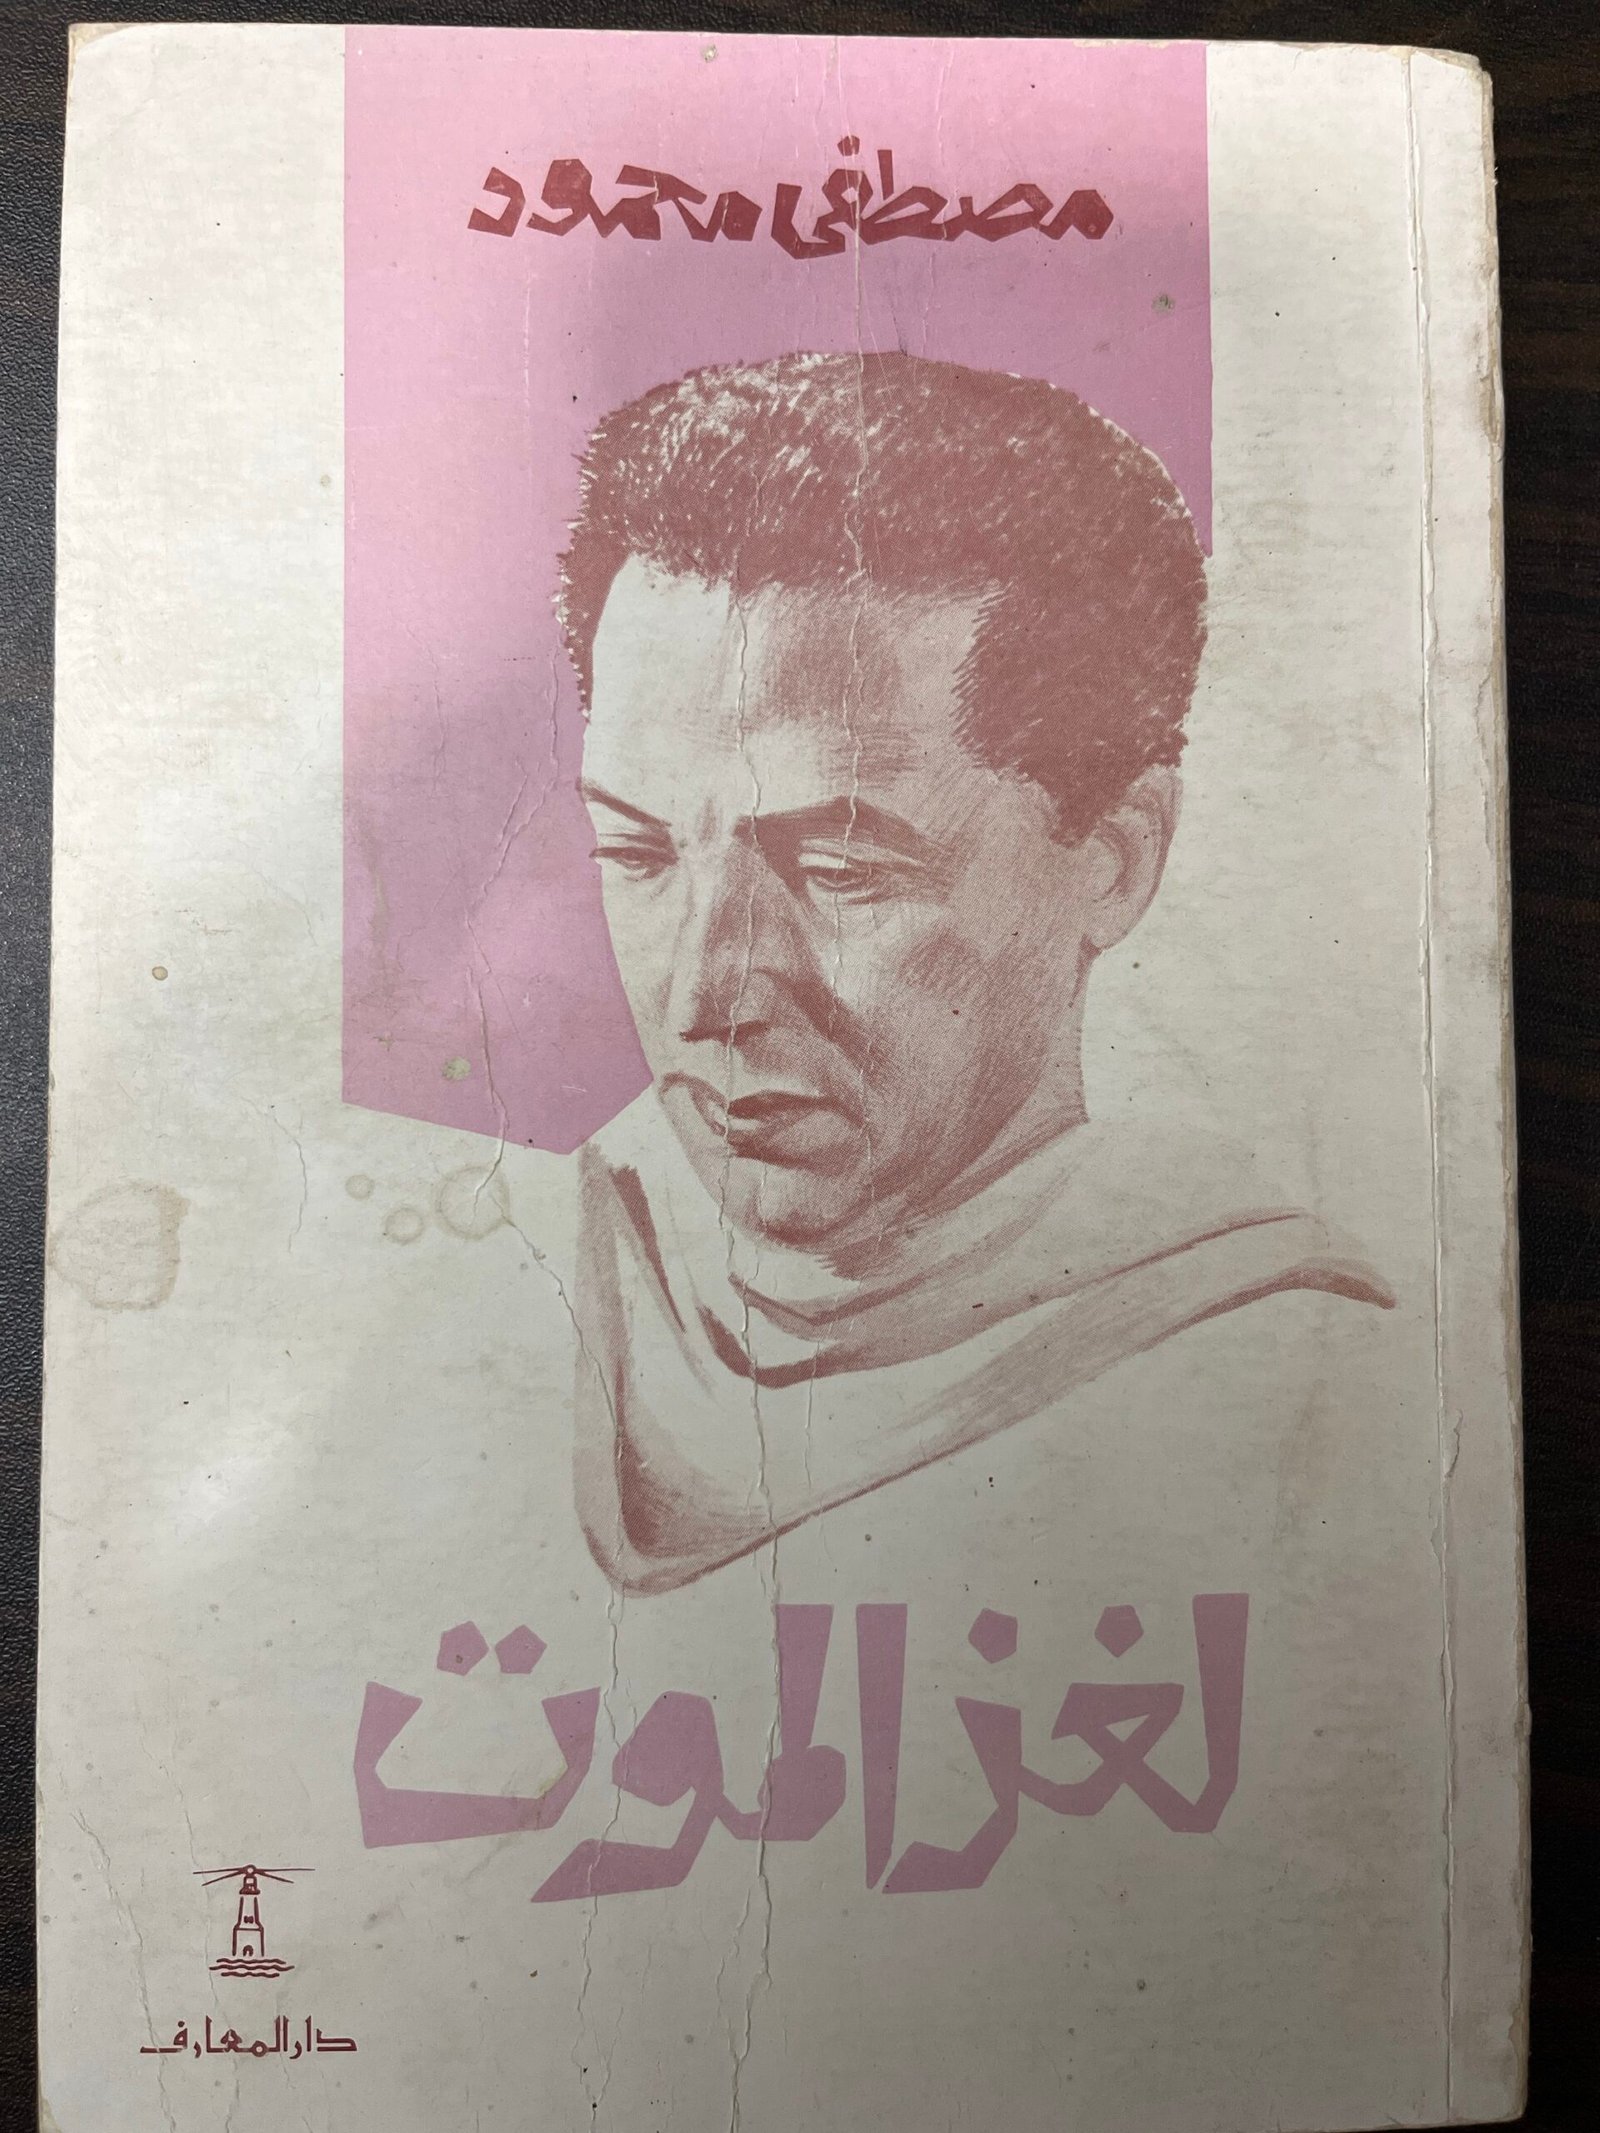 مصطفى محمود
لغز الموت
دار المعارف